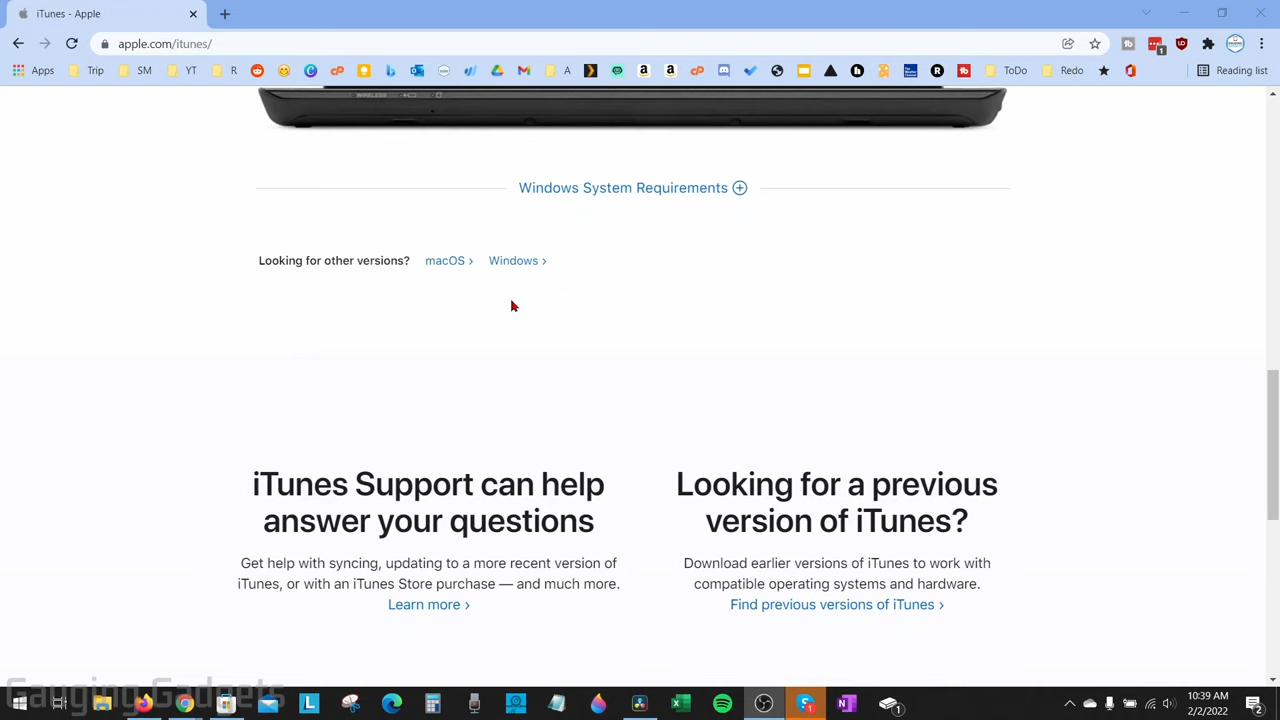 iTunes - Apple
apple.com/itunes/
Apps Trip SM YT R A ToDo Redo Reading list
WIRELESS
Windows System Requirements
Looking for other versions? macOS › Windows ›
iTunes Support can help
answer your questions
Get help with syncing, updating to a more recent version of
iTunes, or with an iTunes Store purchase — and much more.
Learn more ›
Looking for a previous
version of iTunes?
Download earlier versions of iTunes to work with
compatible operating systems and hardware.
Find previous versions of iTunes ›
Gauging Gadgets
10:39 AM
2/2/2022